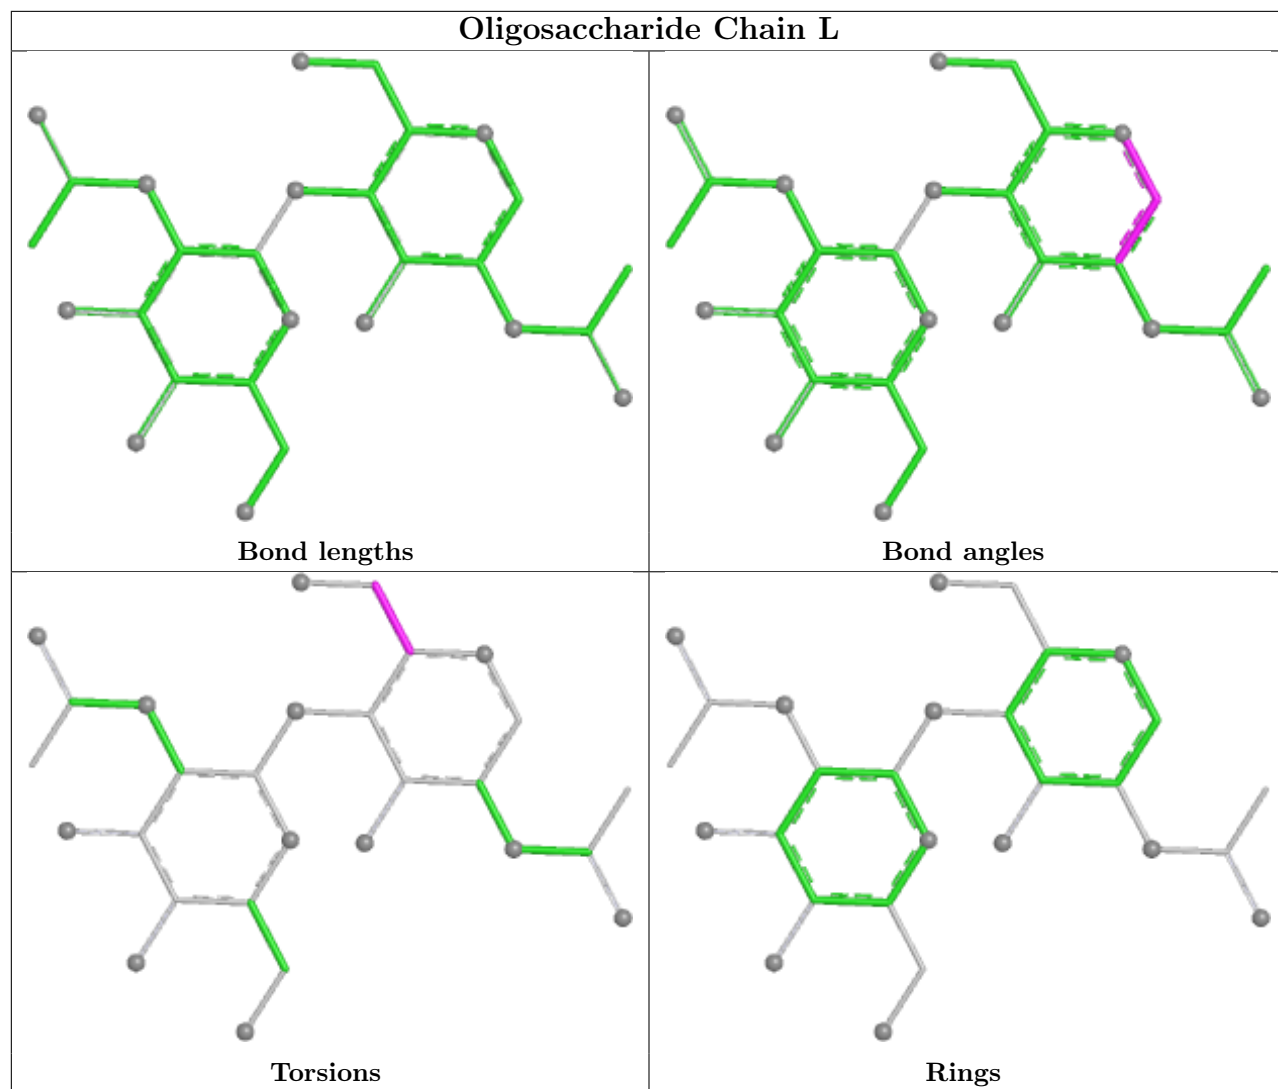 Oligosaccharide Chain L
Bond lengths
Bond angles
Torsions
Rings